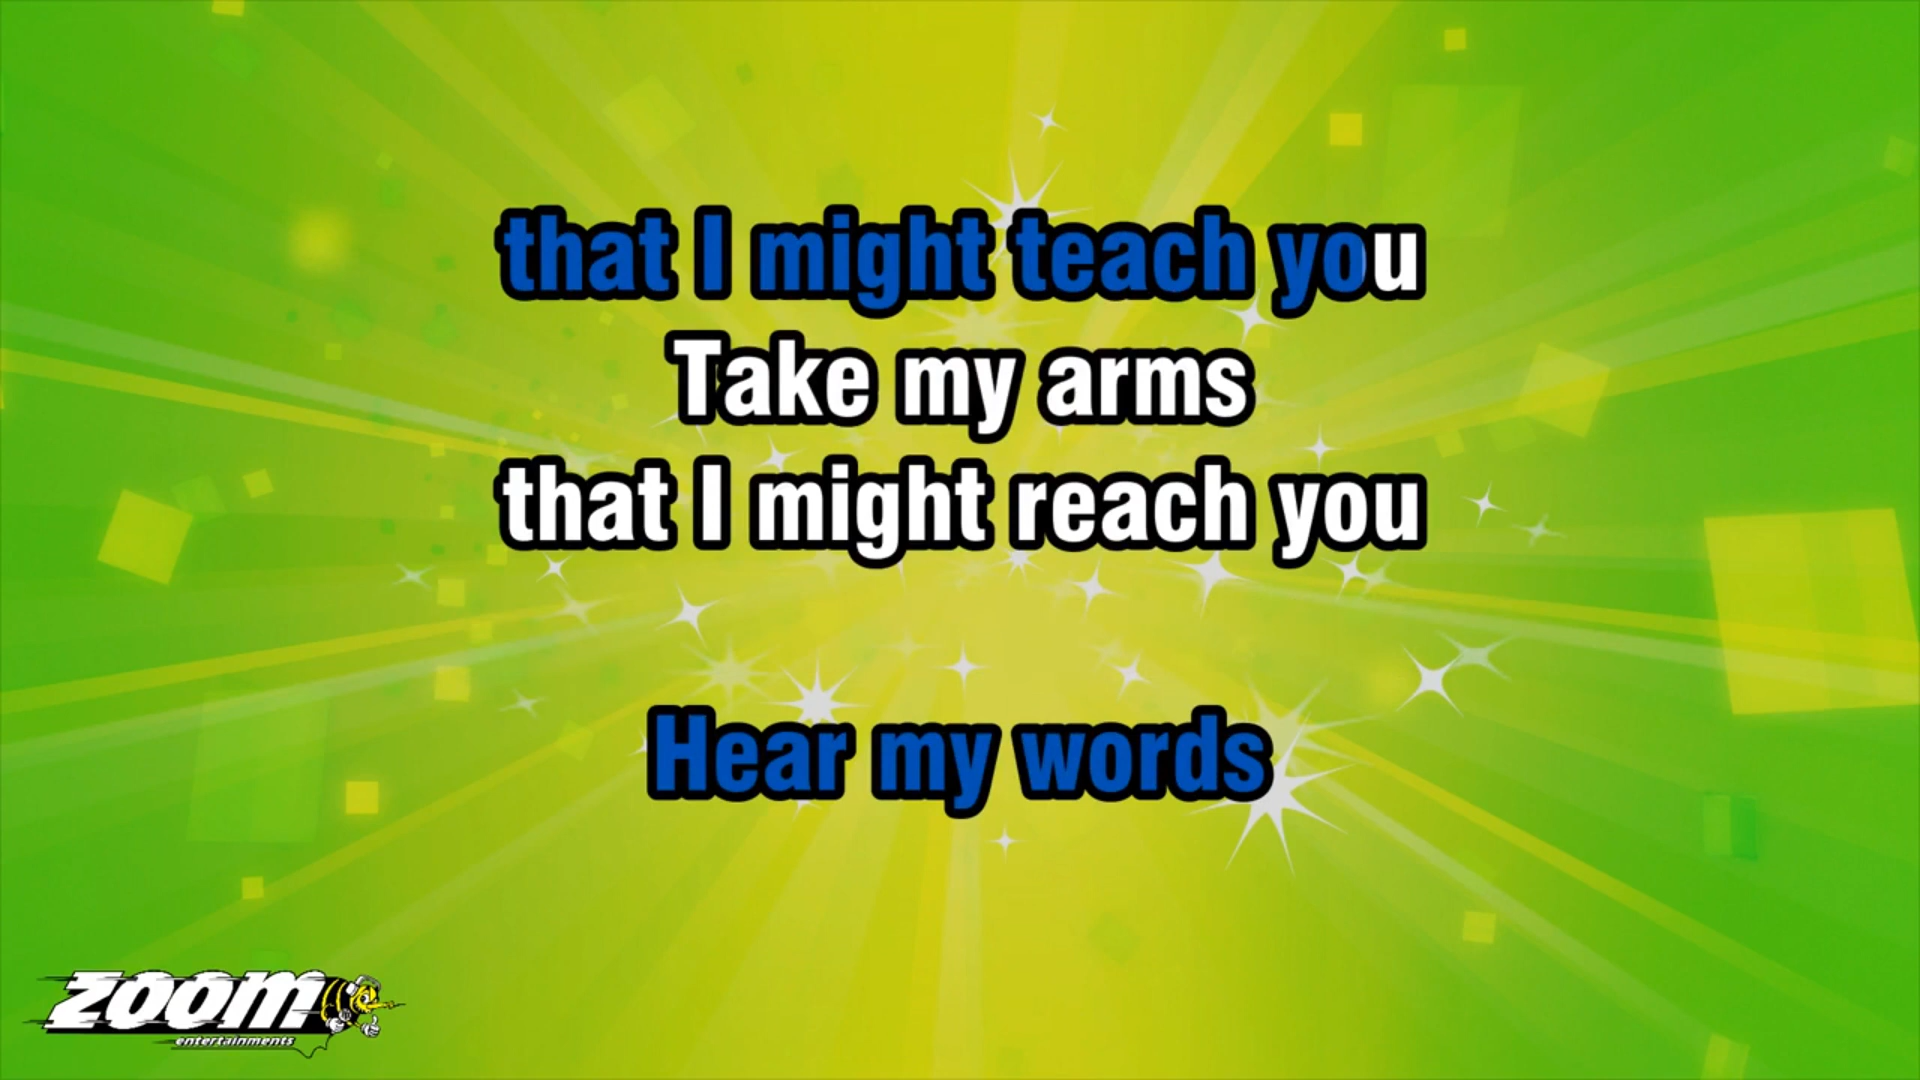 that I might teach you
Take my arms
that I might reach you
Hear my words
zoom
entertainments